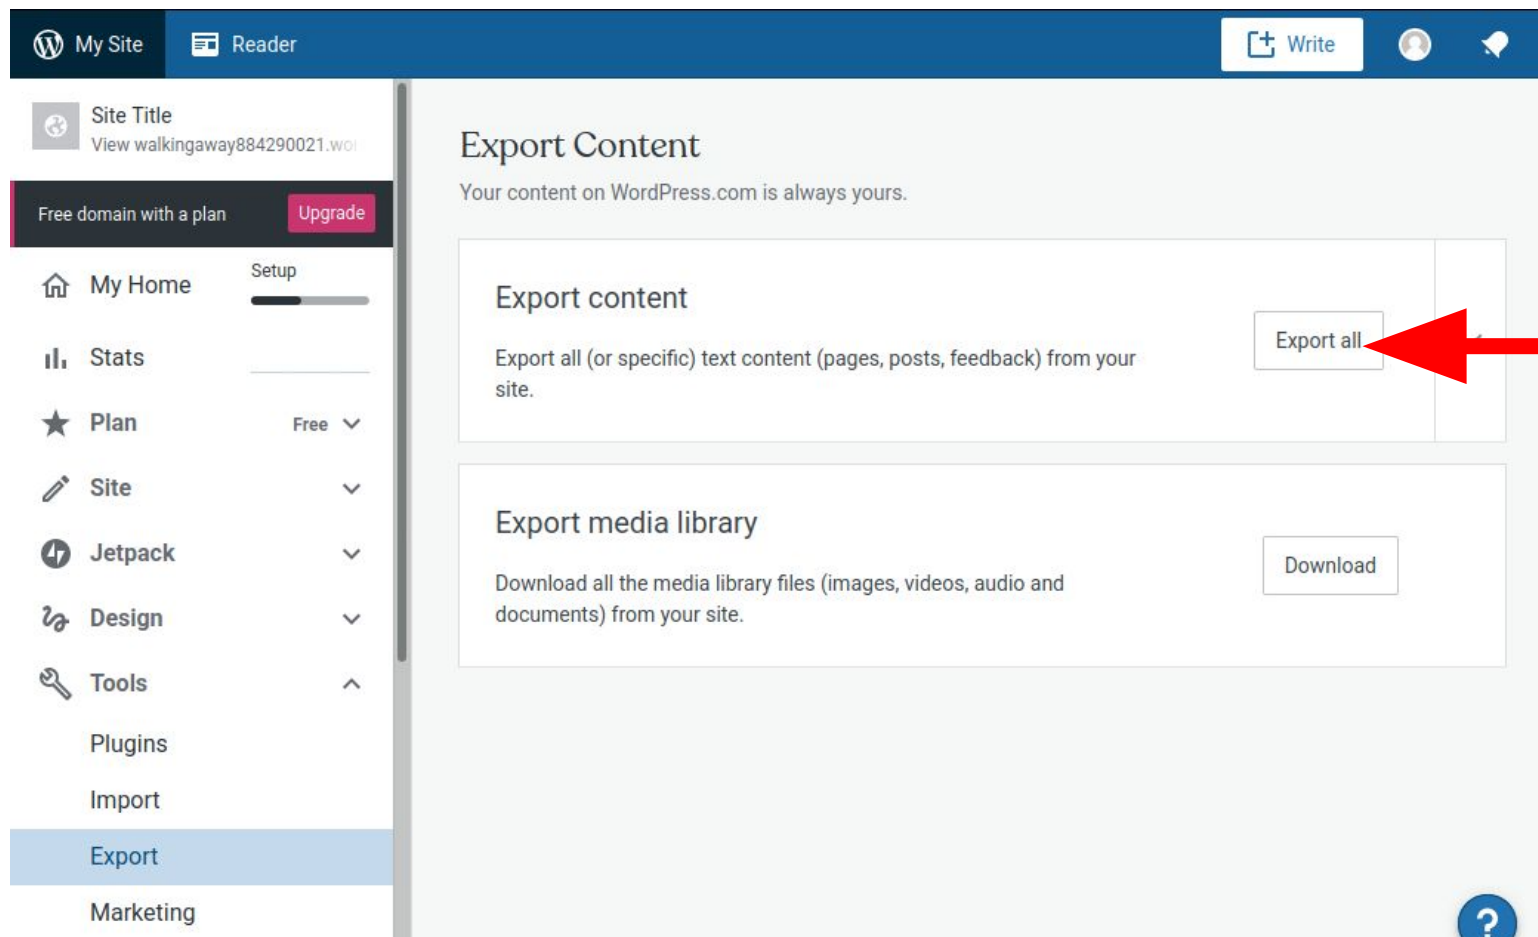 My Site
Reader
Write
Site Title
View walkingaway884290021.wo
Free domain with a plan
Upgrade
My Home
Setup
Stats
Plan
Free
Site
Jetpack
Design
Tools
Plugins
Import
Export
Marketing
Export Content
Your content on WordPress.com is always yours.
Export content
Export all (or specific) text content (pages, posts, feedback) from your
site.
Export all
Export media library
Download all the media library files (images, videos, audio and
documents) from your site.
Download
?